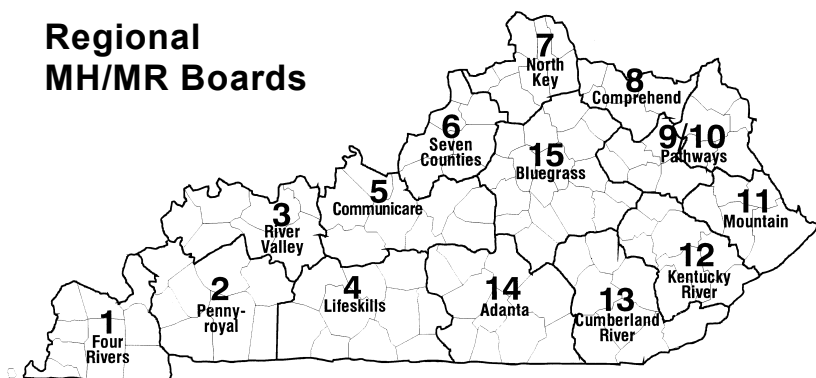 Regional
MH/MR Boards
7
North
Key
8
Comprehend
6
Seven
Counties
9/10
Pathways
15
Bluegrass
5
Communicare
11
Mountain
3
River
Valley
12
Kentucky
River
2
Penny-
royal
4
Lifeskills
14
Adanta
13
Cumberland
River
1
Four
Rivers